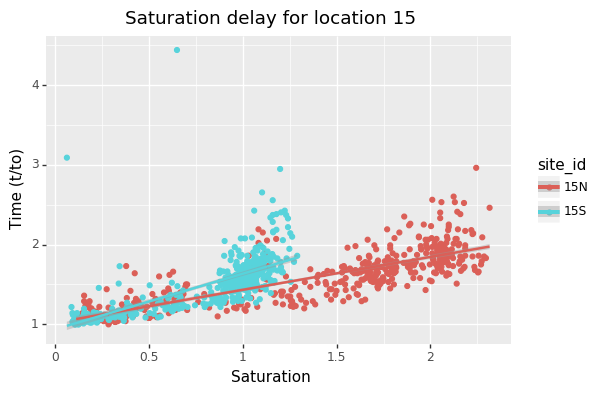 Saturation delay for location 15
Time (t/to)
4
3
2
1
0
0.5
1
1.5
2
Saturation
site_id
15N
15S